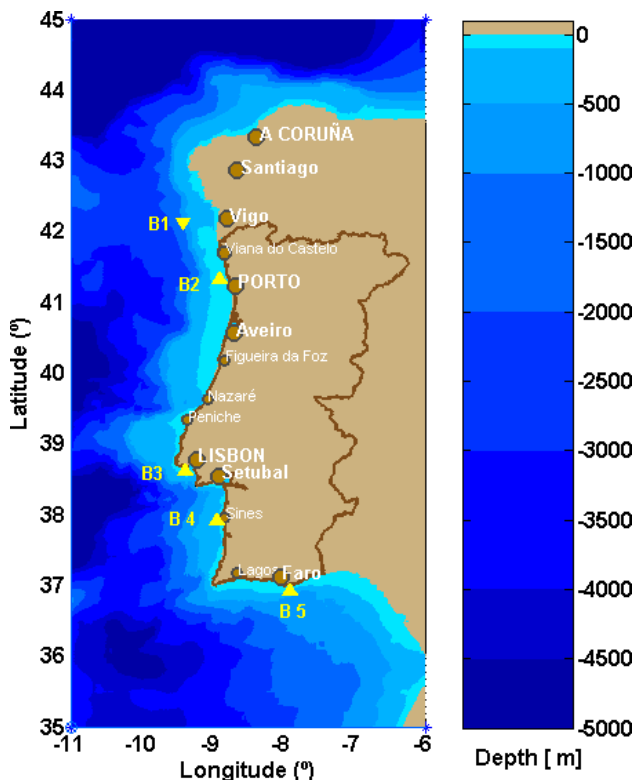 45
44
43
42
41
40
39
38
37
36
35
Latitude (º)
-11
-10
-9
-8
-7
-6
Longitude (º)
A CORUÑA
Santiago
Vigo
B1
Viana do Castelo
B2
PORTO
Aveiro
Figueira da Foz
Nazaré
Peniche
LISBON
B3
Setubal
B 4
Sines
Lagos
Faro
B 5
0
-500
-1000
-1500
-2000
-2500
-3000
-3500
-4000
-4500
-5000
Depth [ m]